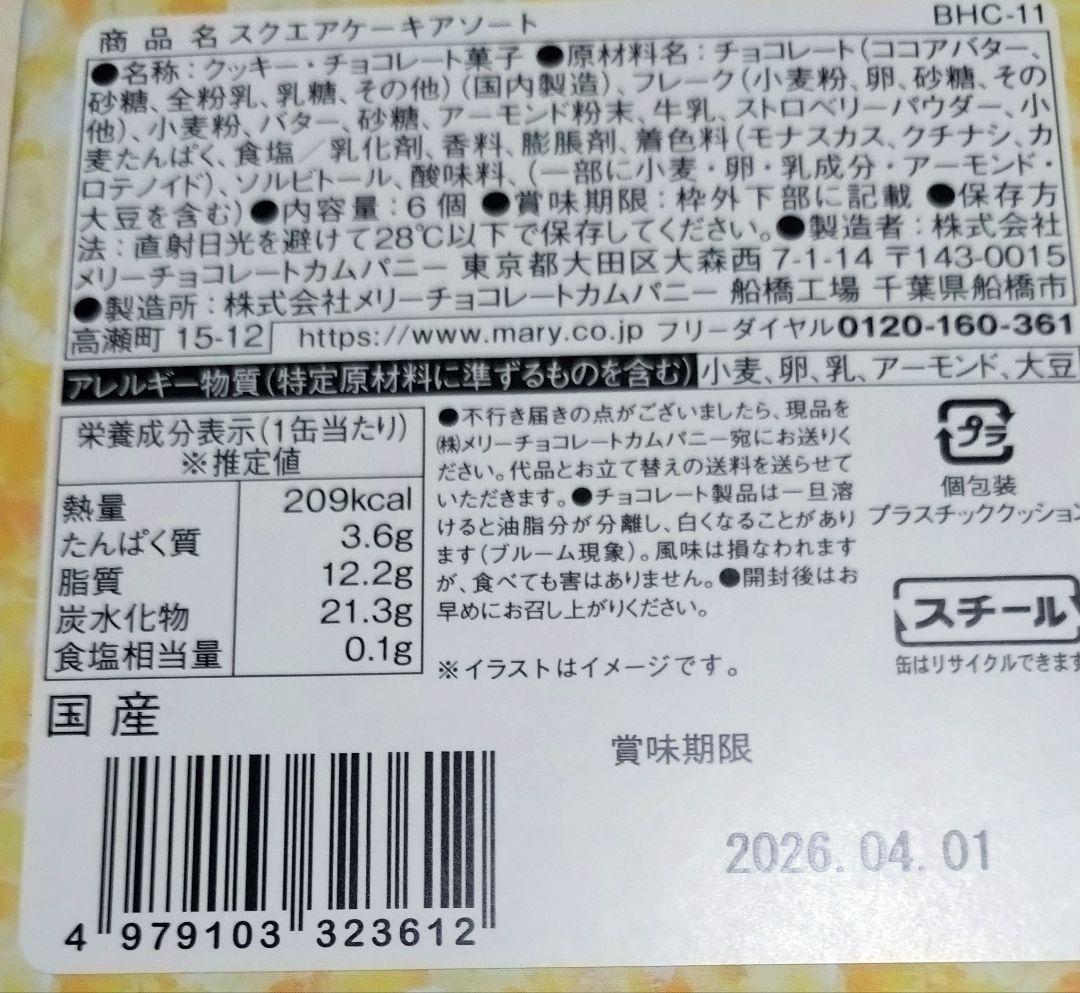 BHC-11
商品名 スクエアケーキアソート
●名称：クッキー・チョコレート菓子 ●原材料名：チョコレート（ココアバター、
砂糖、全粉乳、乳糖、その他）（国内製造）、フレーク（小麦粉、卵、砂糖、その
他）、小麦粉、バター、砂糖、アーモンド粉末、牛乳、ストロベリーパウダー、小
麦たんぱく、食塩／乳化剤、香料、膨脹剤、着色料（モナスカス、クチナシ、カ
ロテノイド）、ソルビトール、酸味料、（一部に小麦・卵・乳成分・アーモンド・
大豆を含む）●内容量：6個 ●賞味期限：枠外下部に記載 ●保存方
法：直射日光を避けて28℃以下で保存してください。●製造者：株式会社
メリーチョコレートカムパニー 東京都大田区大森西 7-1-14 〒143-0015
●製造所：株式会社メリーチョコレートカムパニー 船橋工場 千葉県船橋市
高瀬町 15-12 https://www.mary.co.jp フリーダイヤル0120-160-361
アレルギー物質（特定原材料に準ずるものを含む） 小麦、卵、乳、アーモンド、大豆
栄養成分表示（1缶当たり）
※推定値
熱量 209kcal
たんぱく質 3.6g
脂質 12.2g
炭水化物 21.3g
食塩相当量 0.1g
●不行き届きの点がございましたら、現品を
㈱メリーチョコレートカムパニー宛にお送りく
ださい。代品とお立て替えの送料を送らせて
いただきます。●チョコレート製品は一旦溶
けると油脂分が分離し、白くなることがあり
ます（ブルーム現象）。風味は損なわれます
が、食べても害はありません。●開封後はお
早めにお召し上がりください。
※イラストはイメージです。
プラ
個包装
プラスチッククッション
スチール
缶はリサイクルできます
国産
4 979103 323612
賞味期限
2026.04.01